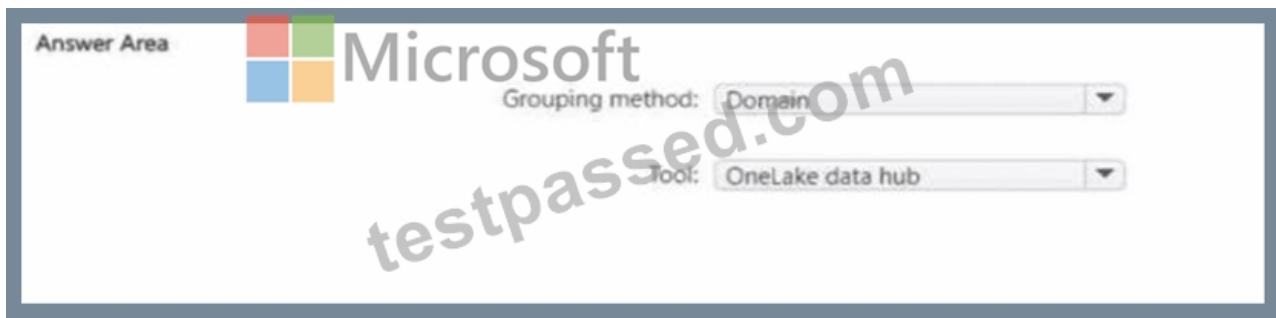 Answer Area
Microsoft
Grouping method: Domain
Tool: OneLake data hub
testpassed.com